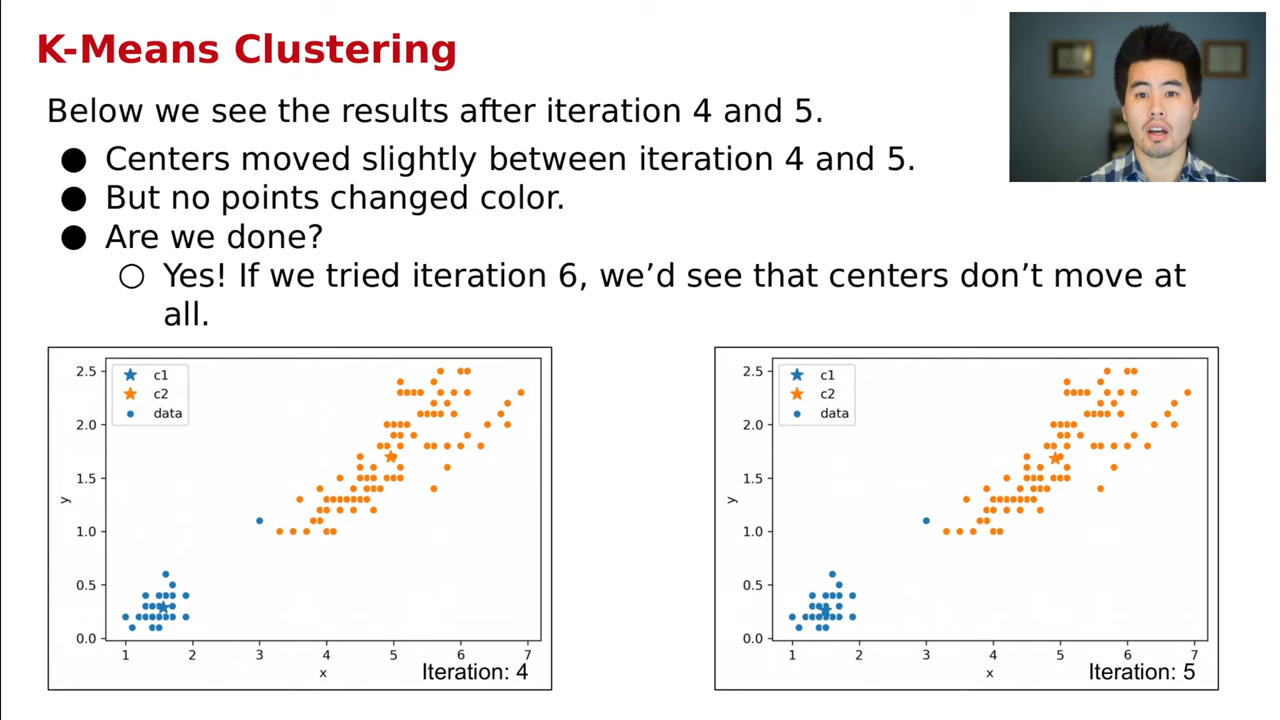 K-Means Clustering
Below we see the results after iteration 4 and 5.
● Centers moved slightly between iteration 4 and 5.
● But no points changed color.
● Are we done?
○ Yes! If we tried iteration 6, we’d see that centers don’t move at
all.
c1
c2
data
2.5
2.0
1.5
1.0
0.5
0.0
y
1 2 3 4 5 6 7
x
Iteration: 4
c1
c2
data
2.5
2.0
1.5
1.0
0.5
0.0
y
1 2 3 4 5 6 7
x
Iteration: 5